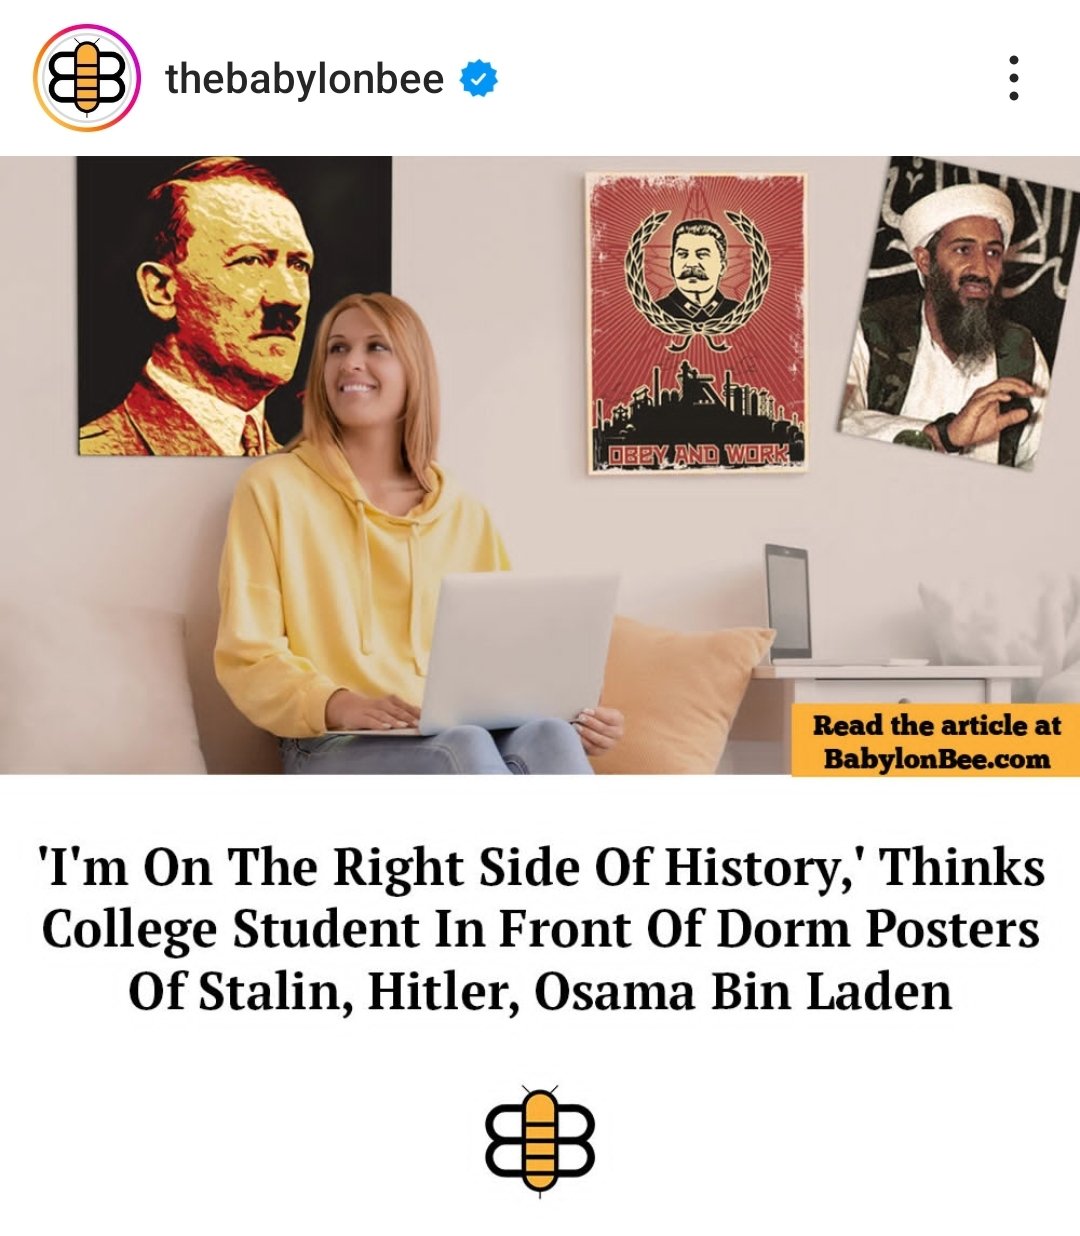 thebabylonbee
OBEY AND WORK
Read the article at
BabylonBee.com
'I'm On The Right Side Of History,' Thinks
College Student In Front Of Dorm Posters
Of Stalin, Hitler, Osama Bin Laden